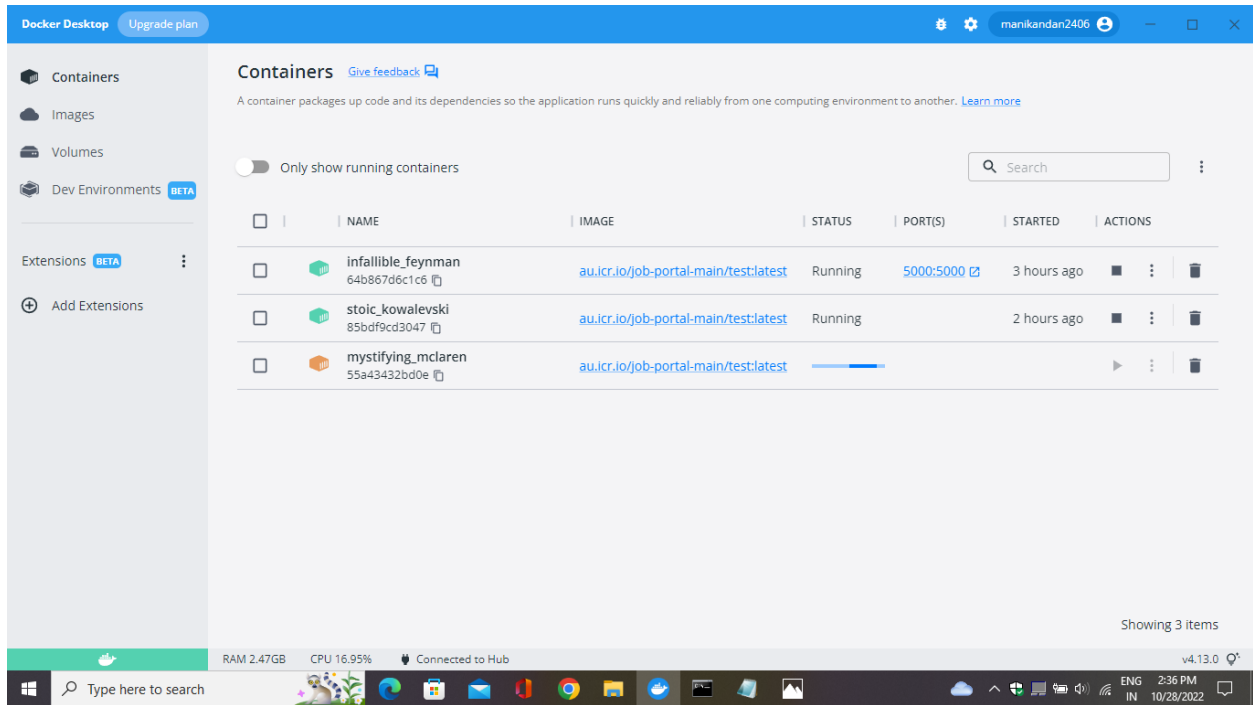 Docker Desktop Upgrade plan manikandan2406
Containers
Images
Volumes
Dev Environments BETA
Extensions BETA
Add Extensions
Containers Give feedback
A container packages up code and its dependencies so the application runs quickly and reliably from one computing environment to another. Learn more
Only show running containers Search
NAME IMAGE STATUS PORT(S) STARTED ACTIONS
infallible_feynman
64b867d6c1c6 au.icr.io/job-portal-main/test:latest Running 5000:5000 3 hours ago
stoic_kowalevski
85bdf9cd3047 au.icr.io/job-portal-main/test:latest Running 2 hours ago
mystifying_mclaren
55a43432bd0e au.icr.io/job-portal-main/test:latest
Showing 3 items
RAM 2.47GB CPU 16.95% Connected to Hub v4.13.0
Type here to search
ENG 2:36 PM
IN 10/28/2022